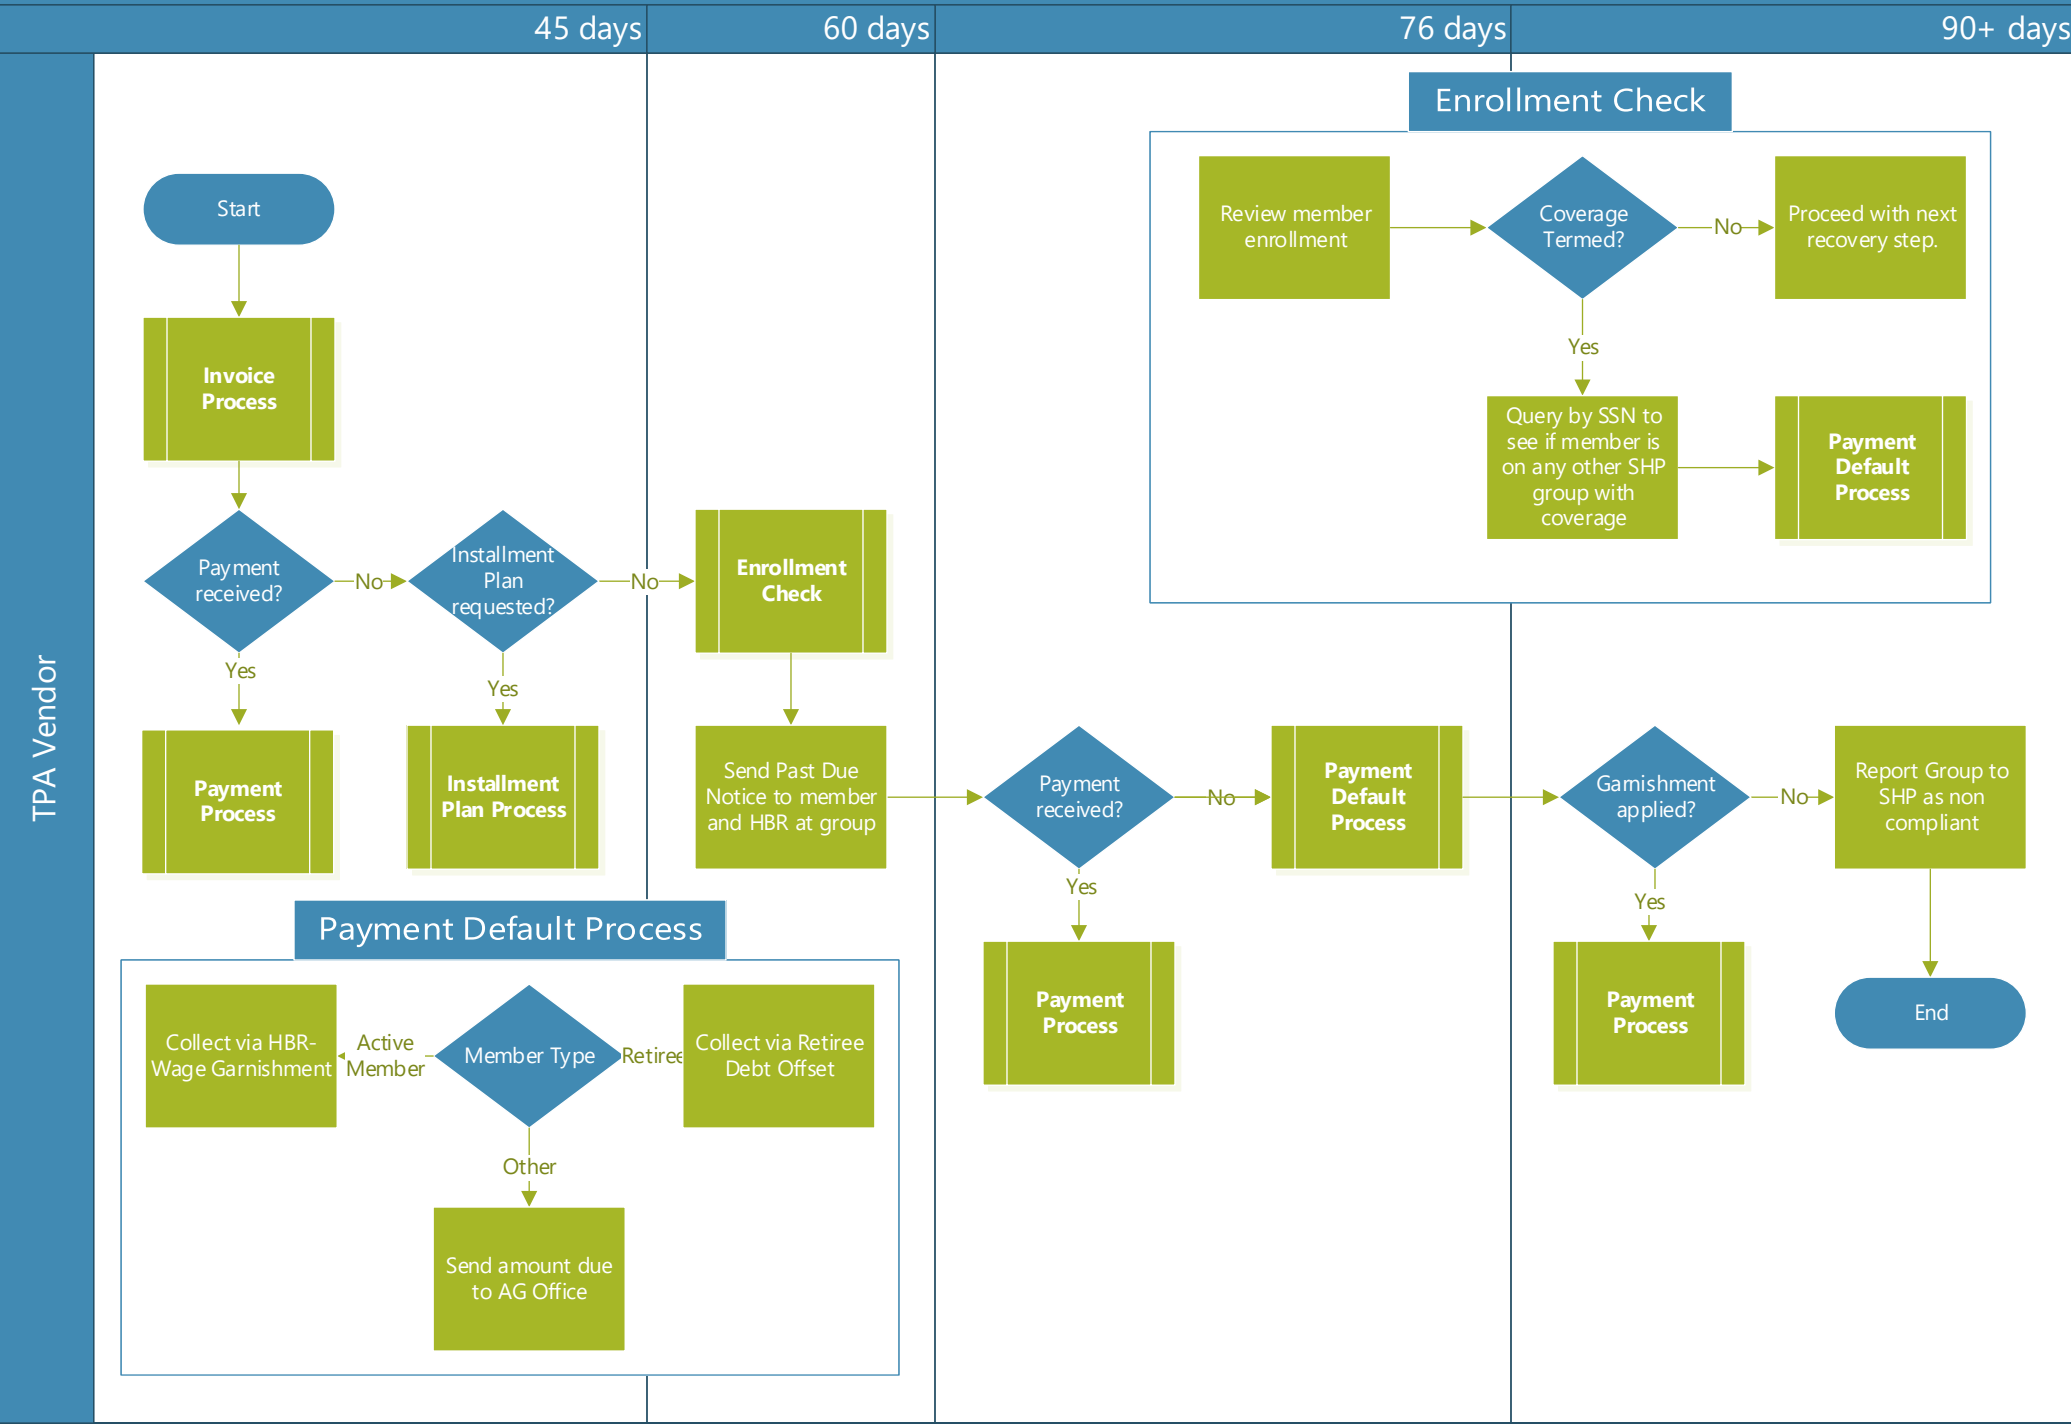 45 days
60 days
76 days
90+ days
TPA Vendor
Enrollment Check
Review member
enrollment
Coverage
Termed?
No
Proceed with next
recovery step.
Yes
Query by SSN to
see if member is
on any other SHP
group with
coverage
Payment
Default
Process
Start
Invoice
Process
Payment
received?
No
Installment
Plan
requested?
No
Enrollment
Check
Yes
Yes
Payment
Process
Installment
Plan Process
Send Past Due
Notice to member
and HBR at group
Payment
received?
No
Payment
Default
Process
Garnishment
applied?
No
Report Group to
SHP as non
compliant
Yes
Yes
Payment
Process
Payment
Process
End
Payment Default Process
Collect via HBR-
Wage Garnishment
Active
Member
Member Type
Retiree
Collect via Retiree
Debt Offset
Other
Send amount due
to AG Office